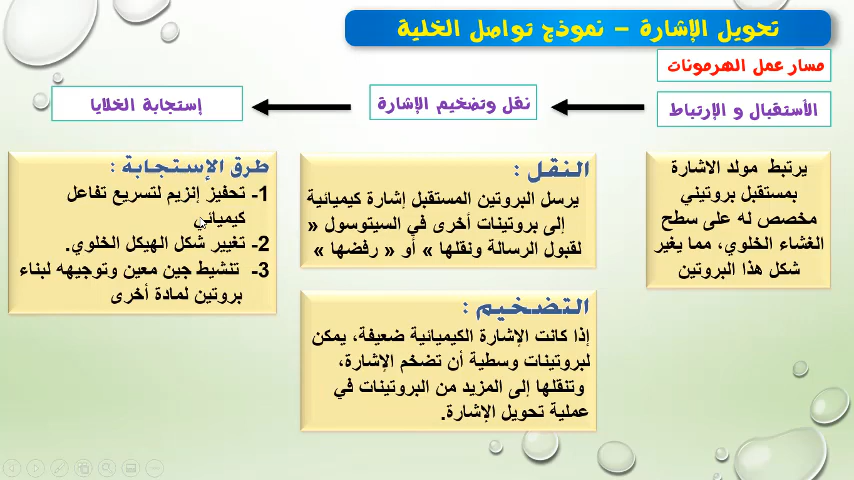 تحويل الإشارة – نموذج تواصل الخلية
مسار عمل الهرمونات
الأستقبال و الإرتباط
نقل وتضخيم الإشارة
إستجابة الخلايا
يرتبط مولد الاشارة
بمستقبل بروتيني
مخصص له على سطح
الغشاء الخلوي، مما يغير
شكل هذا البروتين
النقل :
يرسل البروتين المستقبل إشارة كيميائية
إلى بروتينات أخرى في السيتوسول «
لقبول الرسالة ونقلها » أو « رفضها »
التضخيم :
إذا كانت الإشارة الكيميائية ضعيفة، يمكن
لبروتينات وسطية أن تضخم الإشارة،
وتنقلها إلى المزيد من البروتينات في
عملية تحويل الإشارة.
طرق الإستجابة :
1- تحفيز إنزيم لتسريع تفاعل
كيميائي
2- تغيير شكل الهيكل الخلوي.
3- تنشيط جين معين وتوجيهه لبناء
بروتين لمادة أخرى